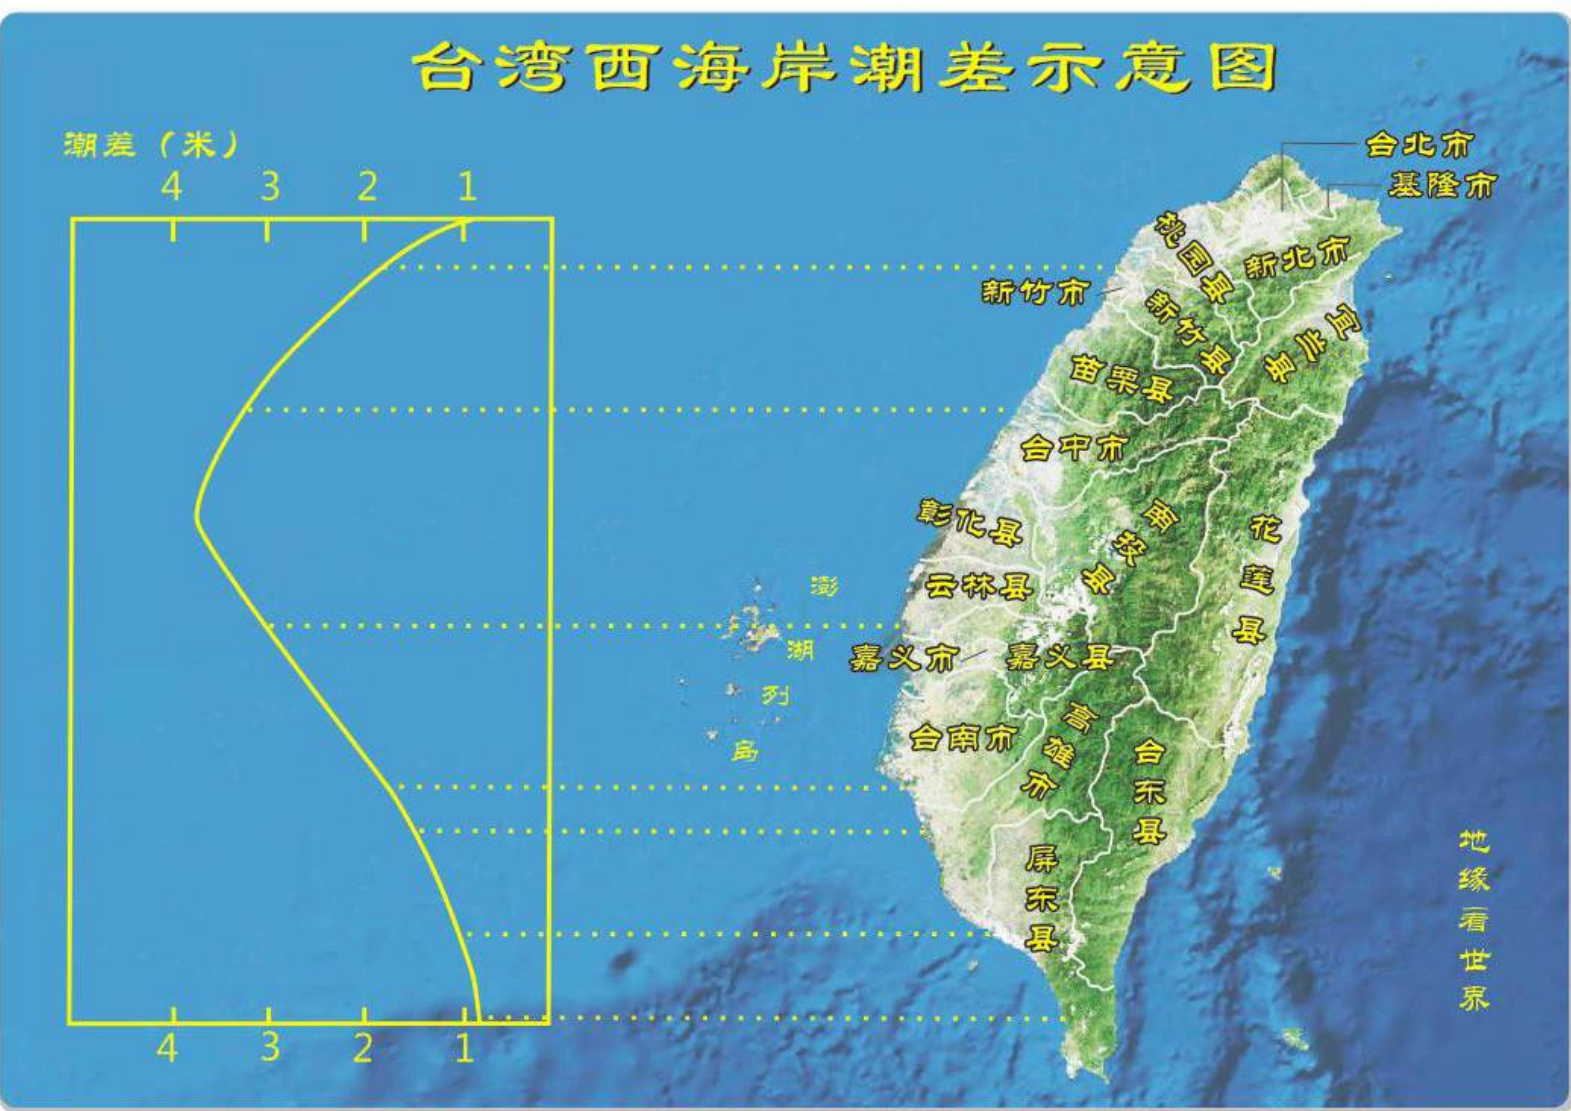 台湾西海岸潮差示意图
潮差（米）
4 3 2 1
台北市
基隆市
桃园县
新北市
新竹市
新竹县
宜兰县
苗栗县
台中市
彰化县
南投县
花莲县
云林县
澎湖列岛
嘉义市
嘉义县
台南市
高雄市
台东县
屏东县
地缘看世界
4 3 2 1